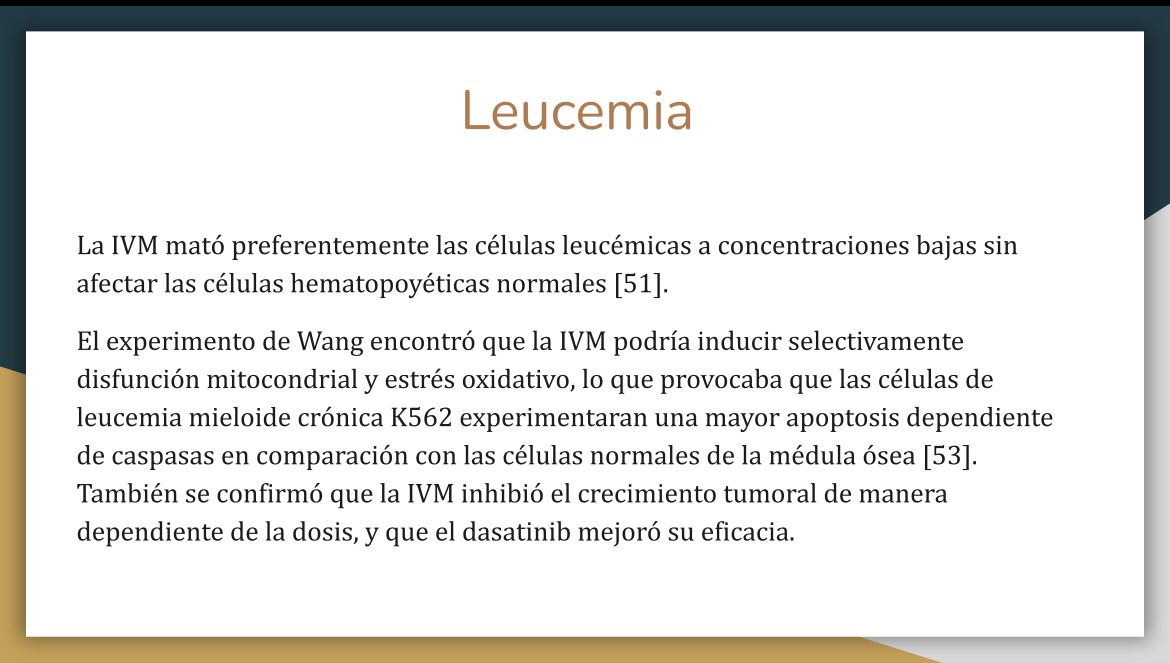 Leucemia
La IVM mató preferentemente las células leucémicas a concentraciones bajas sin
afectar las células hematopoyéticas normales [51].
El experimento de Wang encontró que la IVM podría inducir selectivamente
disfunción mitocondrial y estrés oxidativo, lo que provocaba que las células de
leucemia mieloide crónica K562 experimentaran una mayor apoptosis dependiente
de caspasas en comparación con las células normales de la médula ósea [53].
También se confirmó que la IVM inhibió el crecimiento tumoral de manera
dependiente de la dosis, y que el dasatinib mejoró su eficacia.